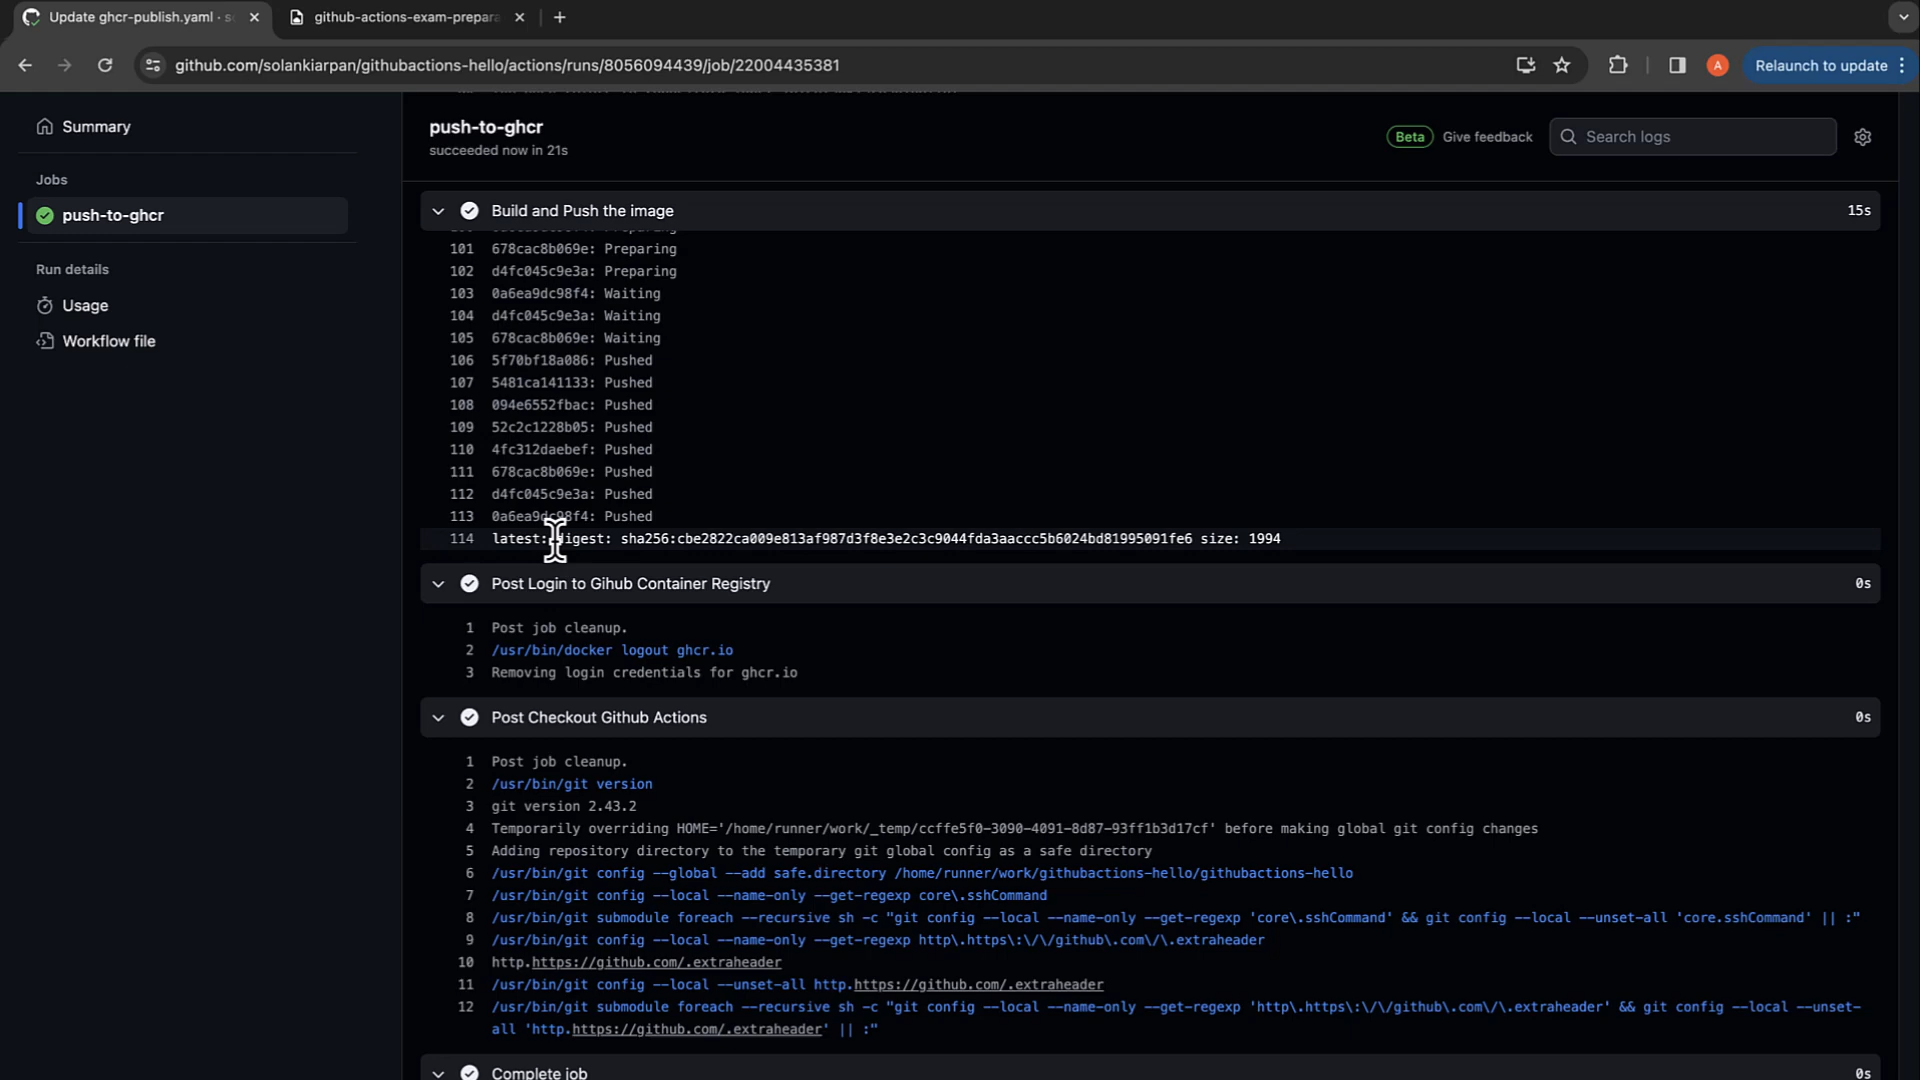 Update ghcr-publish.yaml · s
github-actions-exam-prepara
github.com/solankiarpan/githubactions-hello/actions/runs/8056094439/job/22004435381
A
Relaunch to update
Summary
Jobs
push-to-ghcr
Run details
Usage
Workflow file
push-to-ghcr
succeeded now in 21s
Beta Give feedback
Search logs
Build and Push the image 15s
101 678cac8b069e: Preparing
102 d4fc045c9e3a: Preparing
103 0a6ea9dc98f4: Waiting
104 d4fc045c9e3a: Waiting
105 678cac8b069e: Waiting
106 5f70bf18a086: Pushed
107 5481ca141133: Pushed
108 094e6552fbac: Pushed
109 52c2c1228b05: Pushed
110 4fc312daebef: Pushed
111 678cac8b069e: Pushed
112 d4fc045c9e3a: Pushed
113 0a6ea9dc98f4: Pushed
114 latest: digest: sha256:cbe2822ca009e813af987d3f8e3e2c3c9044fda3aaccc5b6024bd81995091fe6 size: 1994
Post Login to Gihub Container Registry 0s
1 Post job cleanup.
2 /usr/bin/docker logout ghcr.io
3 Removing login credentials for ghcr.io
Post Checkout Github Actions 0s
1 Post job cleanup.
2 /usr/bin/git version
3 git version 2.43.2
4 Temporarily overriding HOME='/home/runner/work/_temp/ccffe5f0-3090-4091-8d87-93ff1b3d17cf' before making global git config changes
5 Adding repository directory to the temporary git global config as a safe directory
6 /usr/bin/git config --global --add safe.directory /home/runner/work/githubactions-hello/githubactions-hello
7 /usr/bin/git config --local --name-only --get-regexp core\.sshCommand
8 /usr/bin/git submodule foreach --recursive sh -c "git config --local --name-only --get-regexp 'core\.sshCommand' && git config --local --unset-all 'core.sshCommand' || :"
9 /usr/bin/git config --local --name-only --get-regexp http\.https\:\/\/github\.com\/\.extraheader
10 http.https://github.com/.extraheader
11 /usr/bin/git config --local --unset-all http.https://github.com/.extraheader
12 /usr/bin/git submodule foreach --recursive sh -c "git config --local --name-only --get-regexp 'http\.https\:\/\/github\.com\/\.extraheader' && git config --local --unset-
all 'http.https://github.com/.extraheader' || :"
Complete job 0s